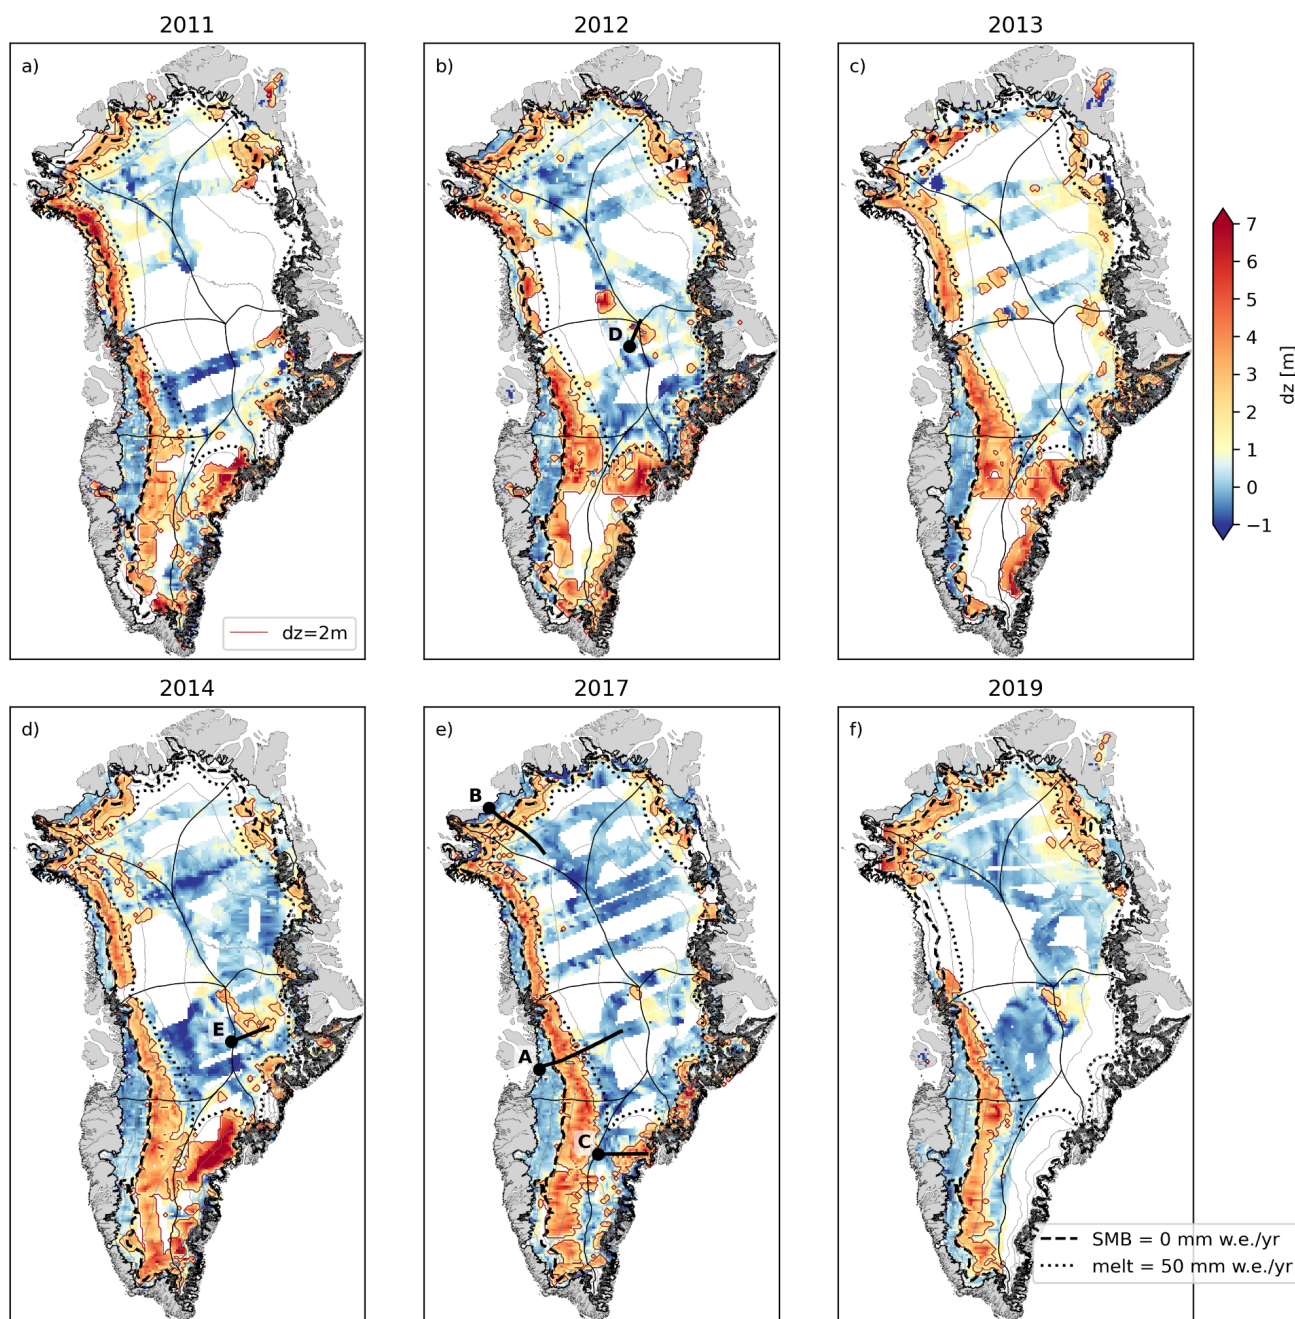 2011
2012
2013
a)
b)
c)
D
dz=2m
7
6
5
4
3
2
1
0
−1
dz [m]
2014
2017
2019
d)
e)
f)
B
E
A
C
SMB = 0 mm w.e./yr
melt = 50 mm w.e./yr